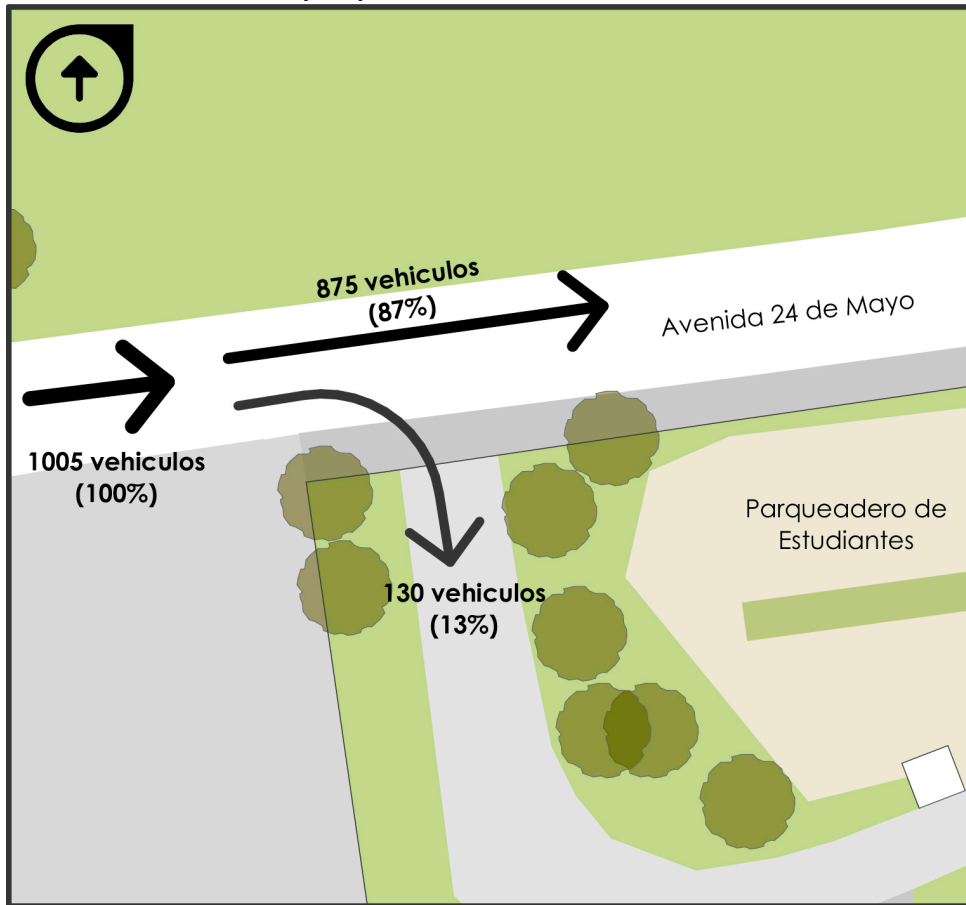 875 vehiculos
(87%)
Avenida 24 de Mayo
1005 vehiculos
(100%)
Parqueadero de
Estudiantes
130 vehiculos
(13%)